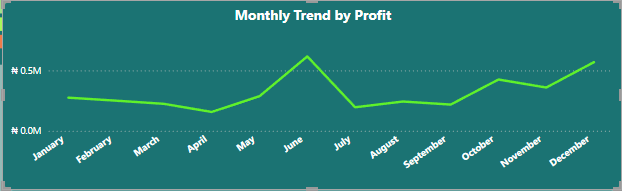 Monthly Trend by Profit
₦ 0.5M
₦ 0.0M
January
February
March
April
May
June
July
August
September
October
November
December